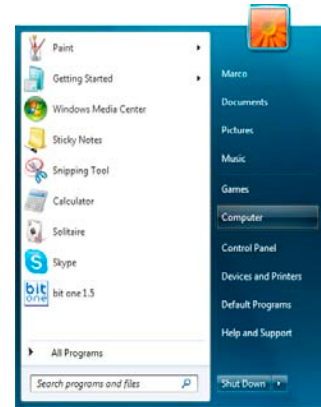 Paint
Getting Started
Windows Media Center
Sticky Notes
Snipping Tool
Calculator
Solitaire
Skype
bit one 1.5
All Programs
Search programs and files
Marco
Documents
Pictures
Music
Games
Computer
Control Panel
Devices and Printers
Default Programs
Help and Support
Shut Down
bit
one